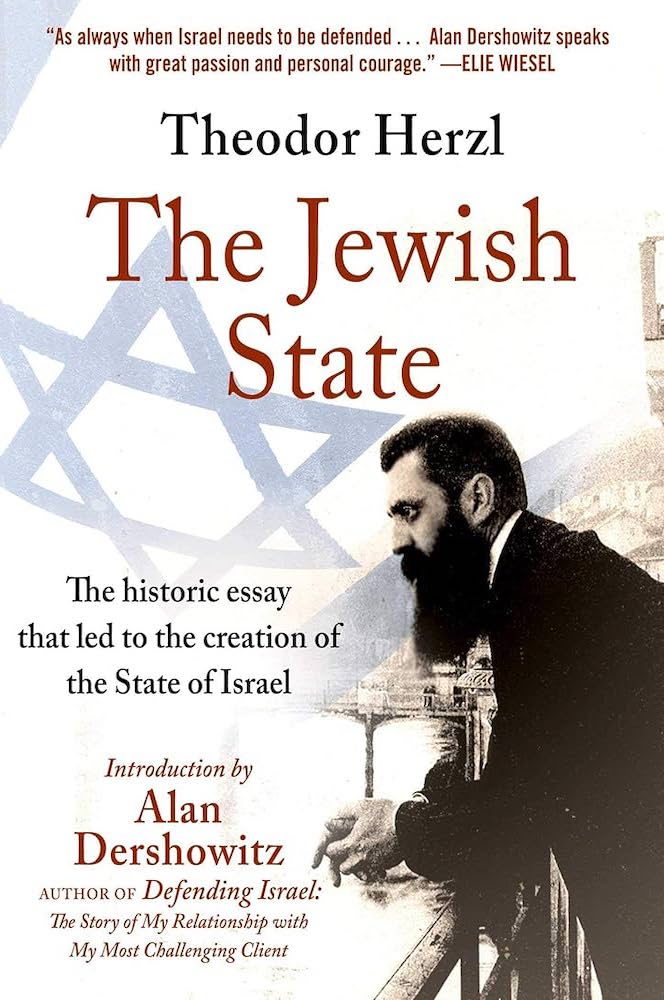 “As always when Israel needs to be defended . . . Alan Dershowitz speaks
with great passion and personal courage.” —ELIE WIESEL
Theodor Herzl
The Jewish
State
The historic essay
that led to the creation of
the State of Israel
Introduction by
Alan
Dershowitz
AUTHOR OF Defending Israel:
The Story of My Relationship with
My Most Challenging Client